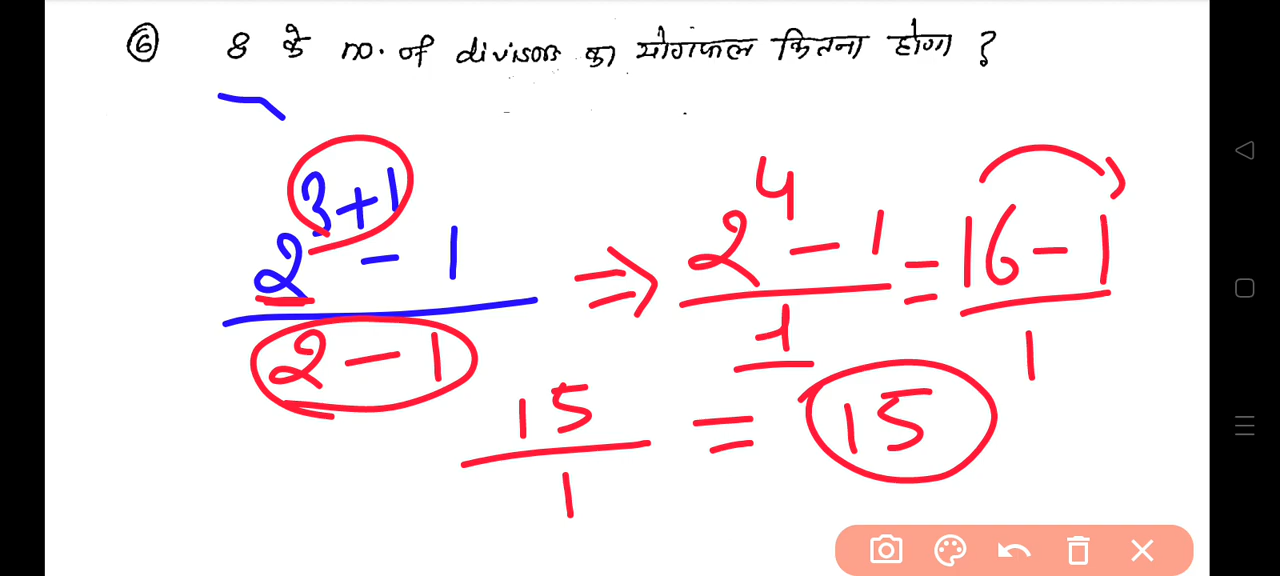 ⑥ 8 के no. of divisors का योगफल कितना होगा ?
2^(3+1) - 1 / 2 - 1 ⇒ 2^4 - 1 / 1 = 16 - 1 / 1
15 / 1 = 15